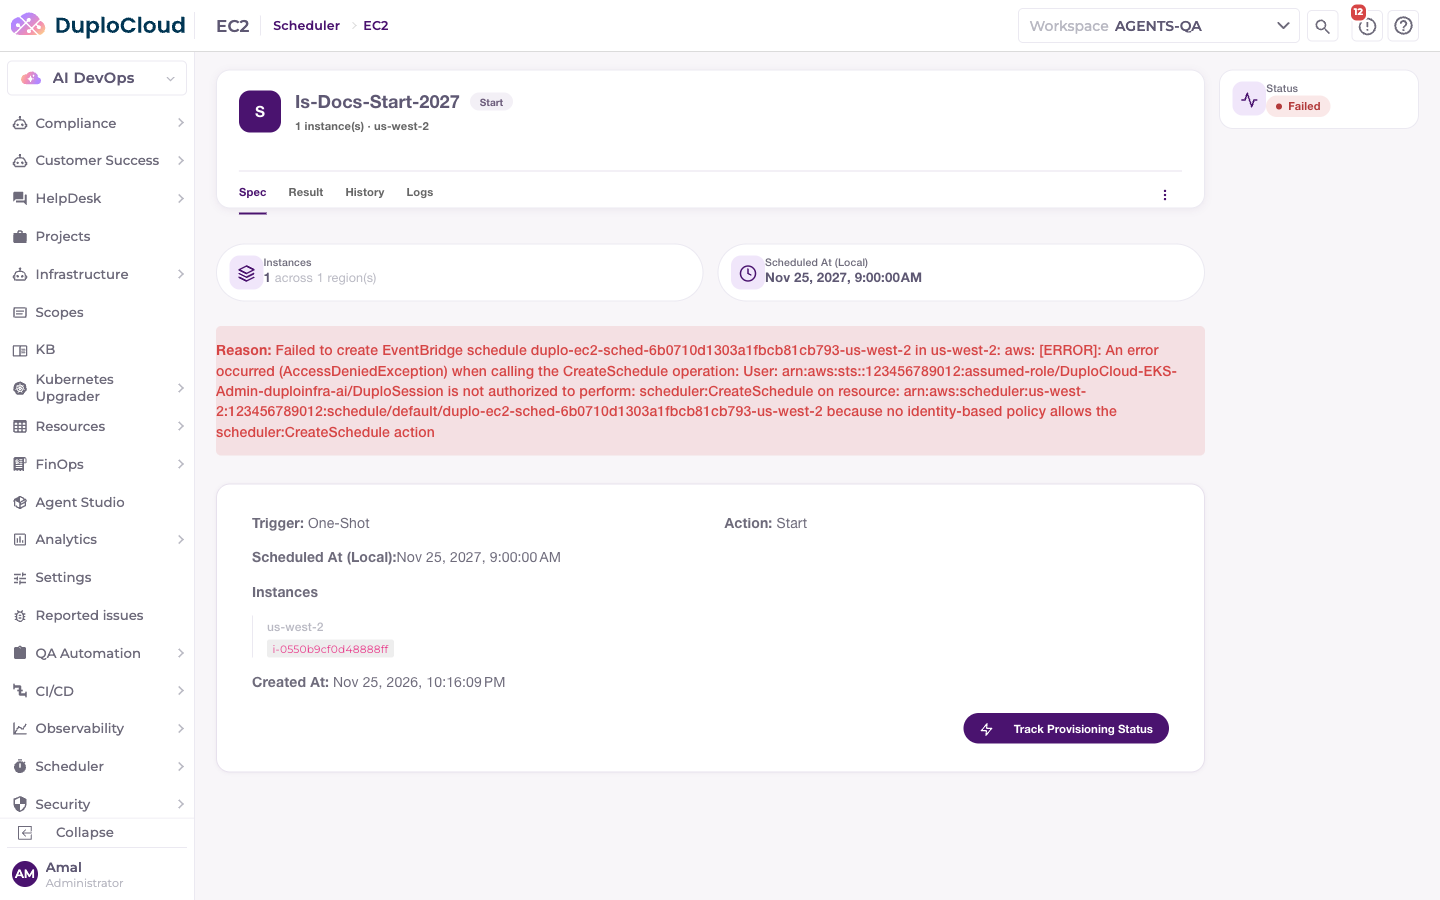 DuploCloud
EC2
Scheduler > EC2
Workspace AGENTS-QA
12
AI DevOps
Compliance
Customer Success
HelpDesk
Projects
Infrastructure
Scopes
KB
Kubernetes
Upgrader
Resources
FinOps
Agent Studio
Analytics
Settings
Reported issues
QA Automation
CI/CD
Observability
Scheduler
Security
Collapse
AM
Amal
Administrator
S
Is-Docs-Start-2027 Start
1 instance(s) · us-west-2
Spec Result History Logs
Status
Failed
Instances
1 across 1 region(s)
Scheduled At (Local)
Nov 25, 2027, 9:00:00 AM
Reason: Failed to create EventBridge schedule duplo-ec2-sched-6b0710d1303a1fbcb81cb793-us-west-2 in us-west-2: aws: [ERROR]: An error
occurred (AccessDeniedException) when calling the CreateSchedule operation: User: arn:aws:sts::123456789012:assumed-role/DuploCloud-EKS-
Admin-duploinfra-ai/DuploSession is not authorized to perform: scheduler:CreateSchedule on resource: arn:aws:scheduler:us-west-
2:123456789012:schedule/default/duplo-ec2-sched-6b0710d1303a1fbcb81cb793-us-west-2 because no identity-based policy allows the
scheduler:CreateSchedule action
Trigger: One-Shot
Action: Start
Scheduled At (Local):Nov 25, 2027, 9:00:00 AM
Instances
us-west-2
i-0550b9cf0d48888ff
Created At: Nov 25, 2026, 10:16:09 PM
Track Provisioning Status